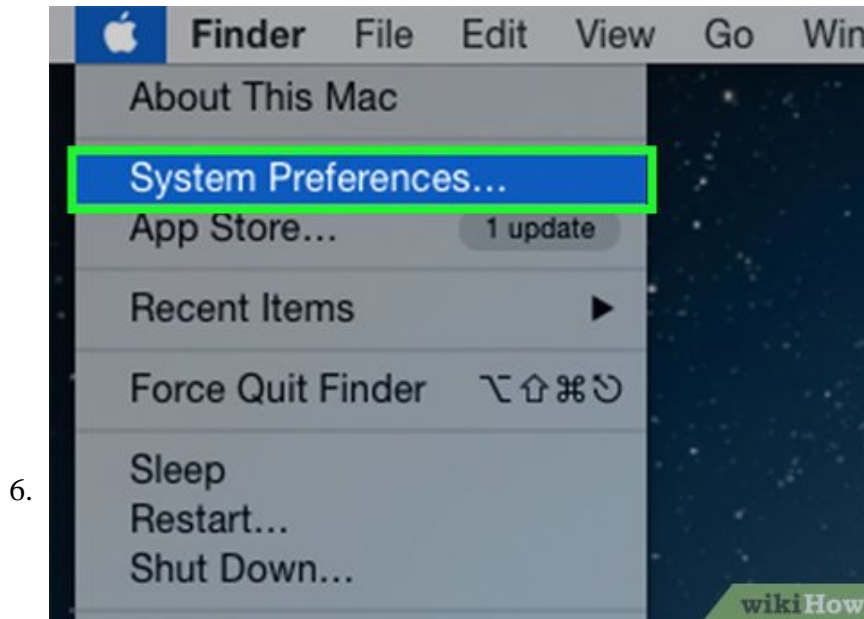 Finder File Edit View Go Win
About This Mac
System Preferences...
App Store... 1 update
Recent Items ▶
Force Quit Finder ⌥⇧⌘⎋
6.
Sleep
Restart...
Shut Down...
wikiHow